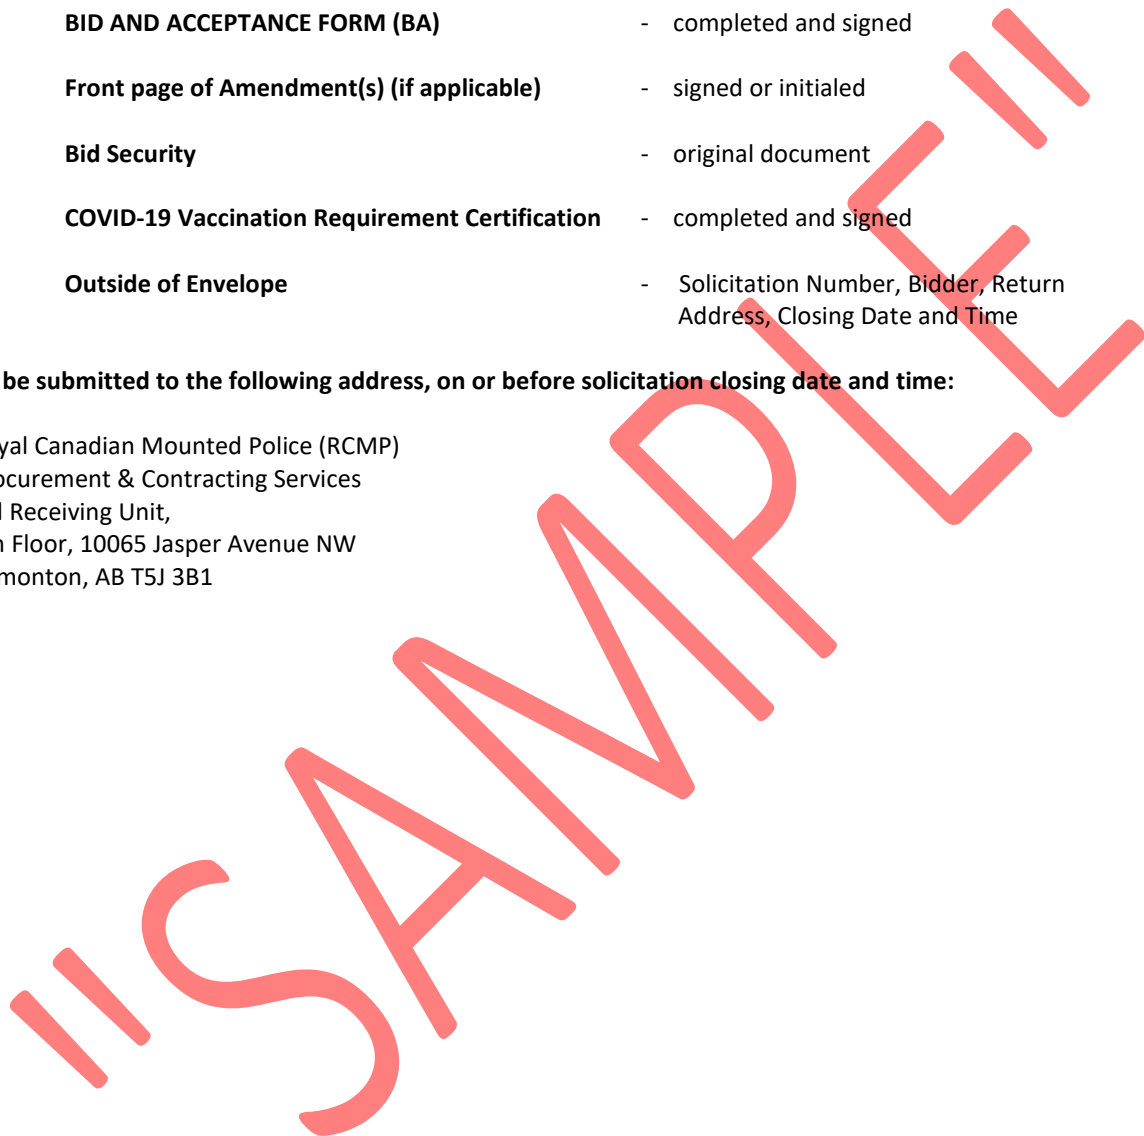 BID AND ACCEPTANCE FORM (BA) - completed and signed
Front page of Amendment(s) (if applicable) - signed or initialed
Bid Security - original document
COVID-19 Vaccination Requirement Certification - completed and signed
Outside of Envelope - Solicitation Number, Bidder, Return
Address, Closing Date and Time
be submitted to the following address, on or before solicitation closing date and time:
yal Canadian Mounted Police (RCMP)
ocurement & Contracting Services
Receiving Unit,
Floor, 10065 Jasper Avenue NW
monton, AB T5J 3B1
"SAMPLE"